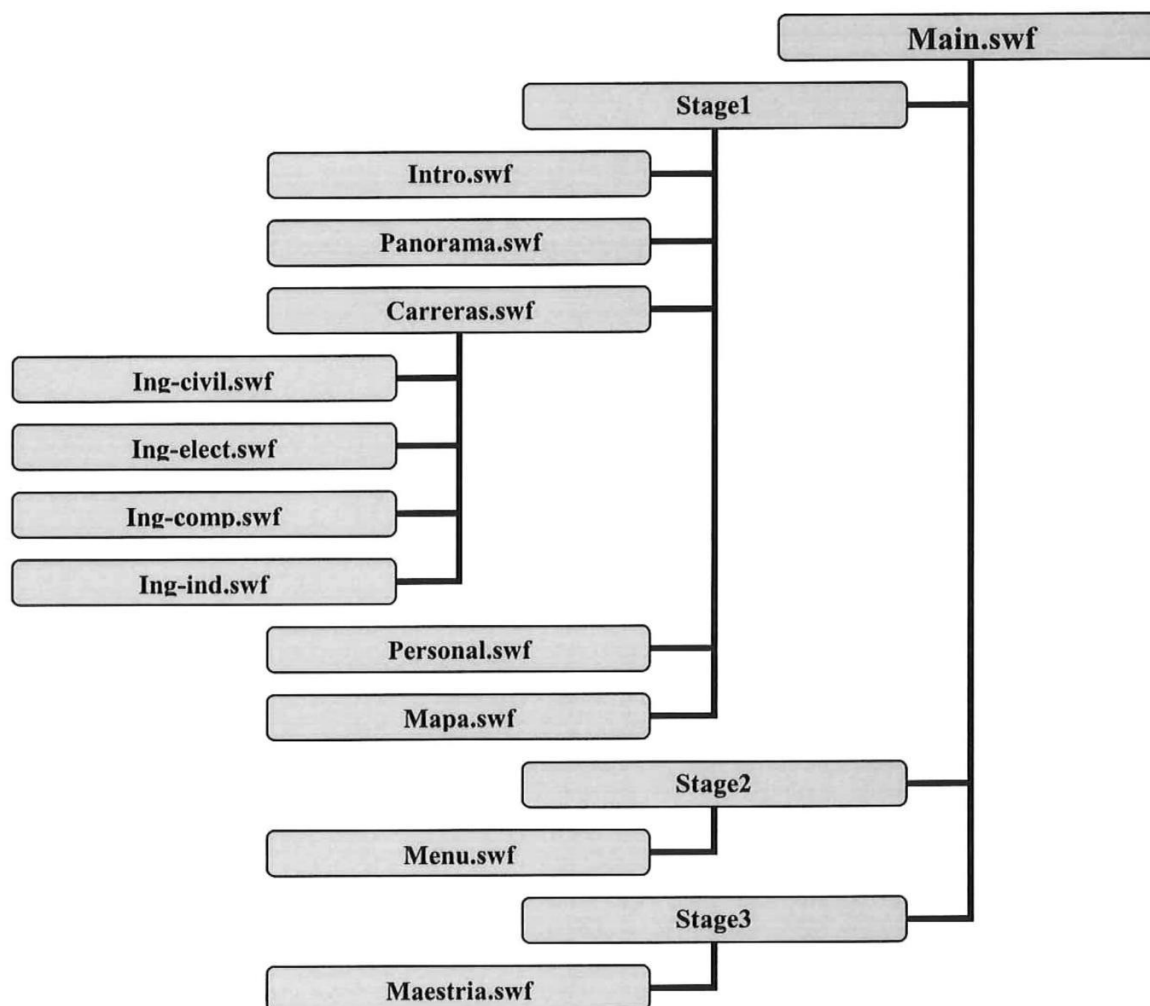 Main.swf
Stage1
Intro.swf
Panorama.swf
Carreras.swf
Ing-civil.swf
Ing-elect.swf
Ing-comp.swf
Ing-ind.swf
Personal.swf
Mapa.swf
Stage2
Menu.swf
Stage3
Maestria.swf